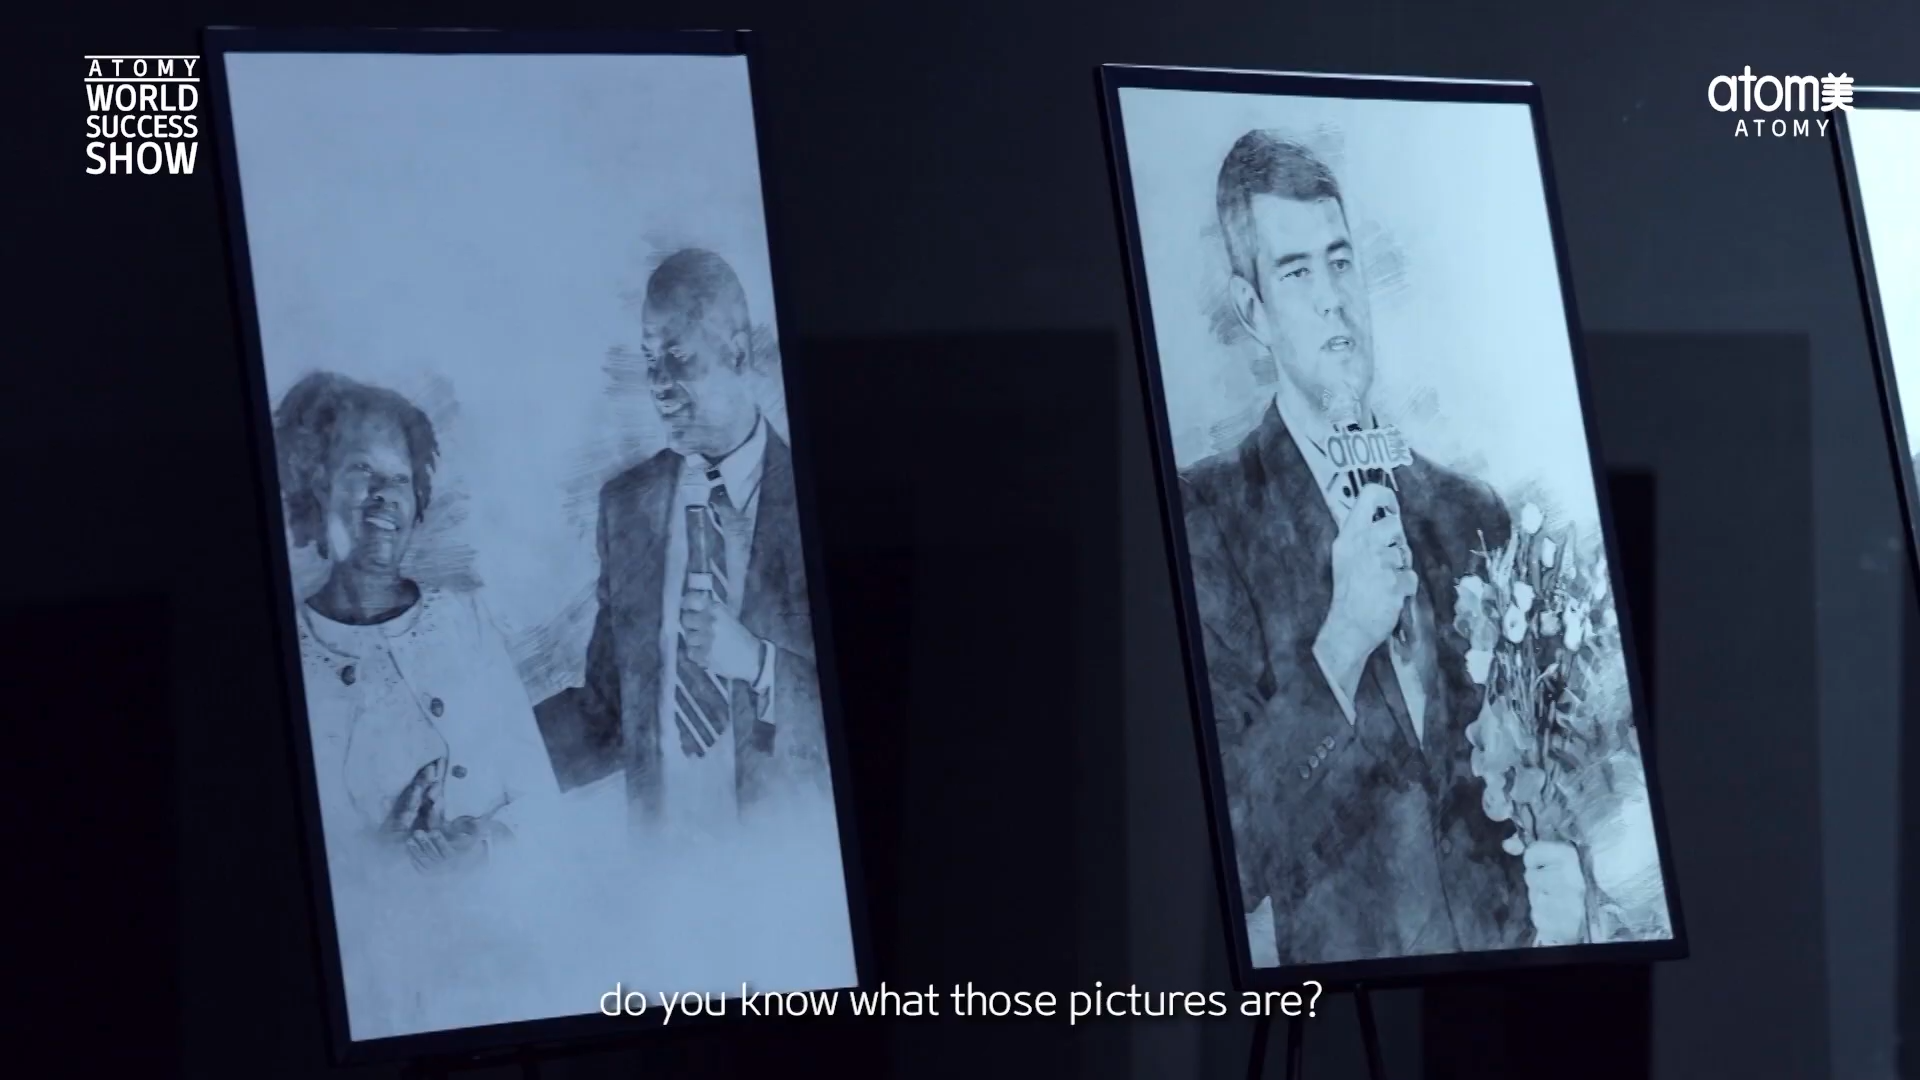 ATOMY
WORLD
SUCCESS
SHOW
atom美
ATOMY
atom美
do you know what those pictures are?